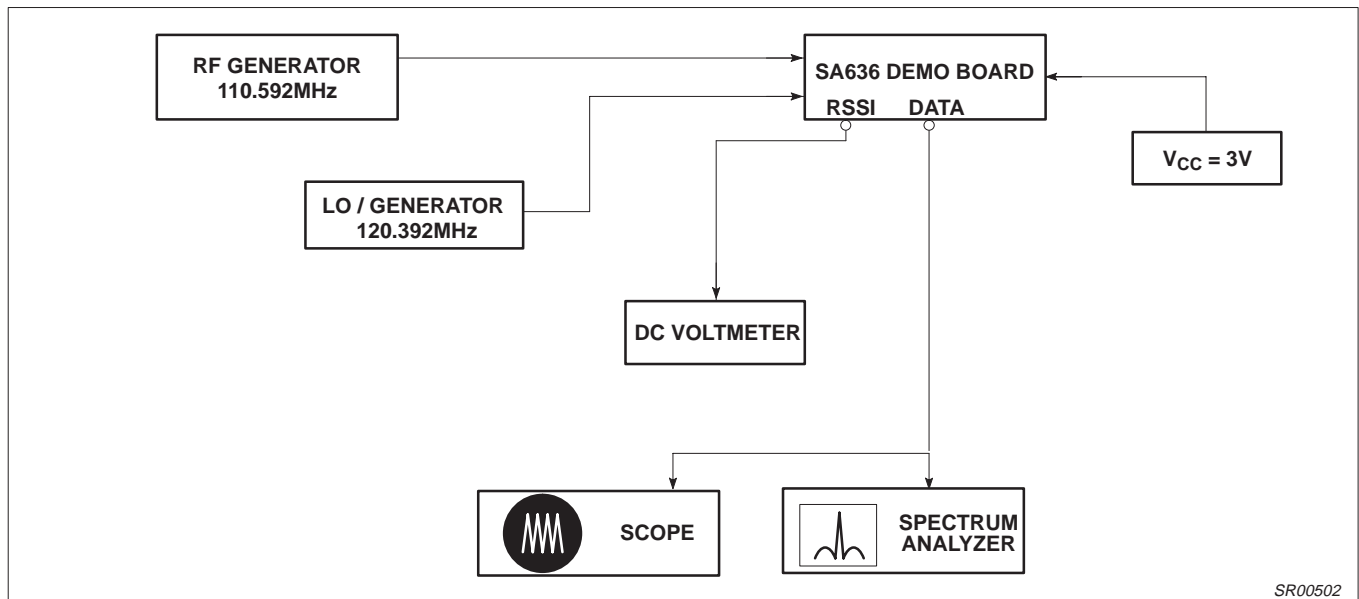 RF GENERATOR
110.592MHz
SA636 DEMO BOARD
RSSI DATA
V_CC = 3V
LO / GENERATOR
120.392MHz
DC VOLTMETER
SCOPE
SPECTRUM
ANALYZER
SR00502